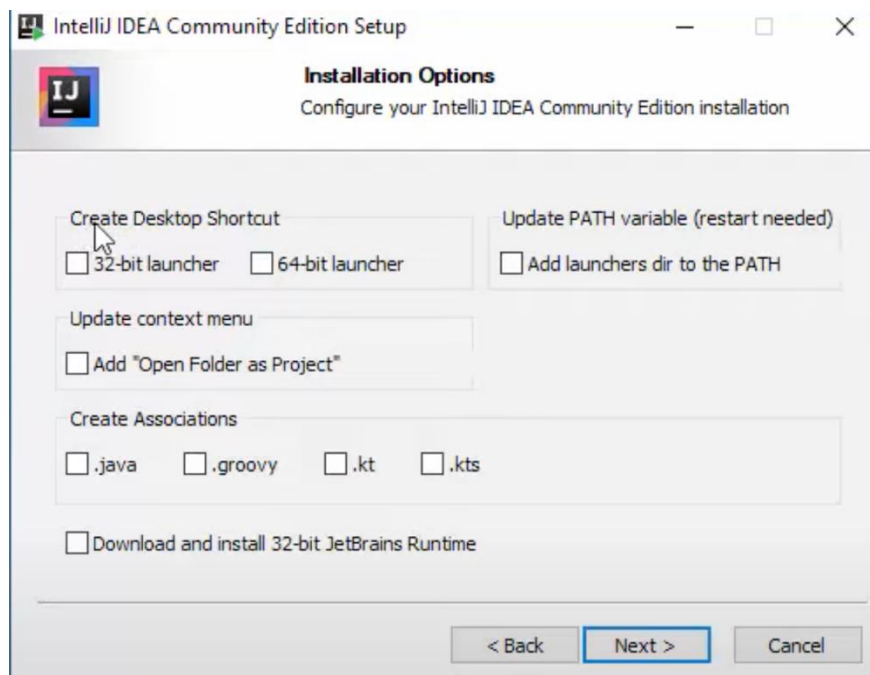 IntelliJ IDEA Community Edition Setup
IJ
Installation Options
Configure your IntelliJ IDEA Community Edition installation
Create Desktop Shortcut
32-bit launcher 64-bit launcher
Update PATH variable (restart needed)
Add launchers dir to the PATH
Update context menu
Add "Open Folder as Project"
Create Associations
.java .groovy .kt .kts
Download and install 32-bit JetBrains Runtime
< Back Next > Cancel